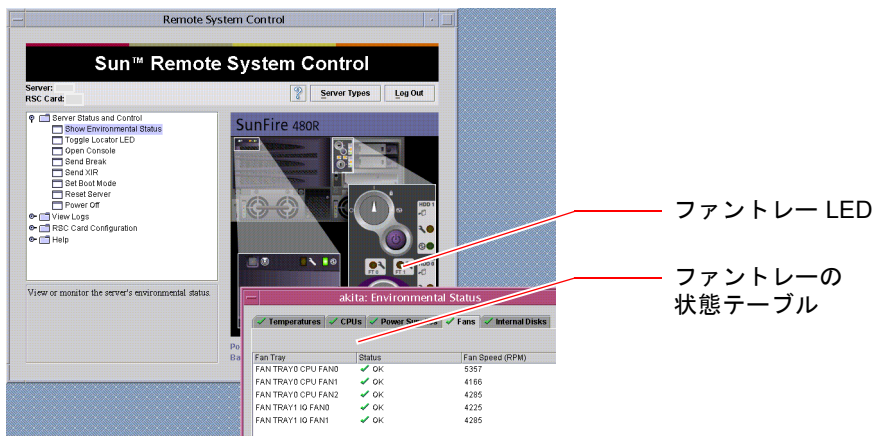 Remote System Control
Sun™ Remote System Control
Server:
RSC Card:
Server Types
Log Out
Server Status and Control
Show Environmental Status
Toggle Locator LED
Open Console
Send Break
Send XIR
Set Boot Mode
Reset Server
Power Off
View Logs
RSC Card Configuration
Help
View or monitor the server's environmental status.
SunFire 480R
HDD 1
FT 0
FT 1
HDD 0
Po
Ba
akita: Environmental Status
Temperatures
CPUs
Power Supplies
Fans
Internal Disks
Fan Tray Status Fan Speed (RPM)
FAN TRAY0 CPU FAN0 OK 5357
FAN TRAY0 CPU FAN1 OK 4166
FAN TRAY0 CPU FAN2 OK 4285
FAN TRAY1 IO FAN0 OK 4225
FAN TRAY1 IO FAN1 OK 4285
ファントレー LED
ファントレーの
状態テーブル